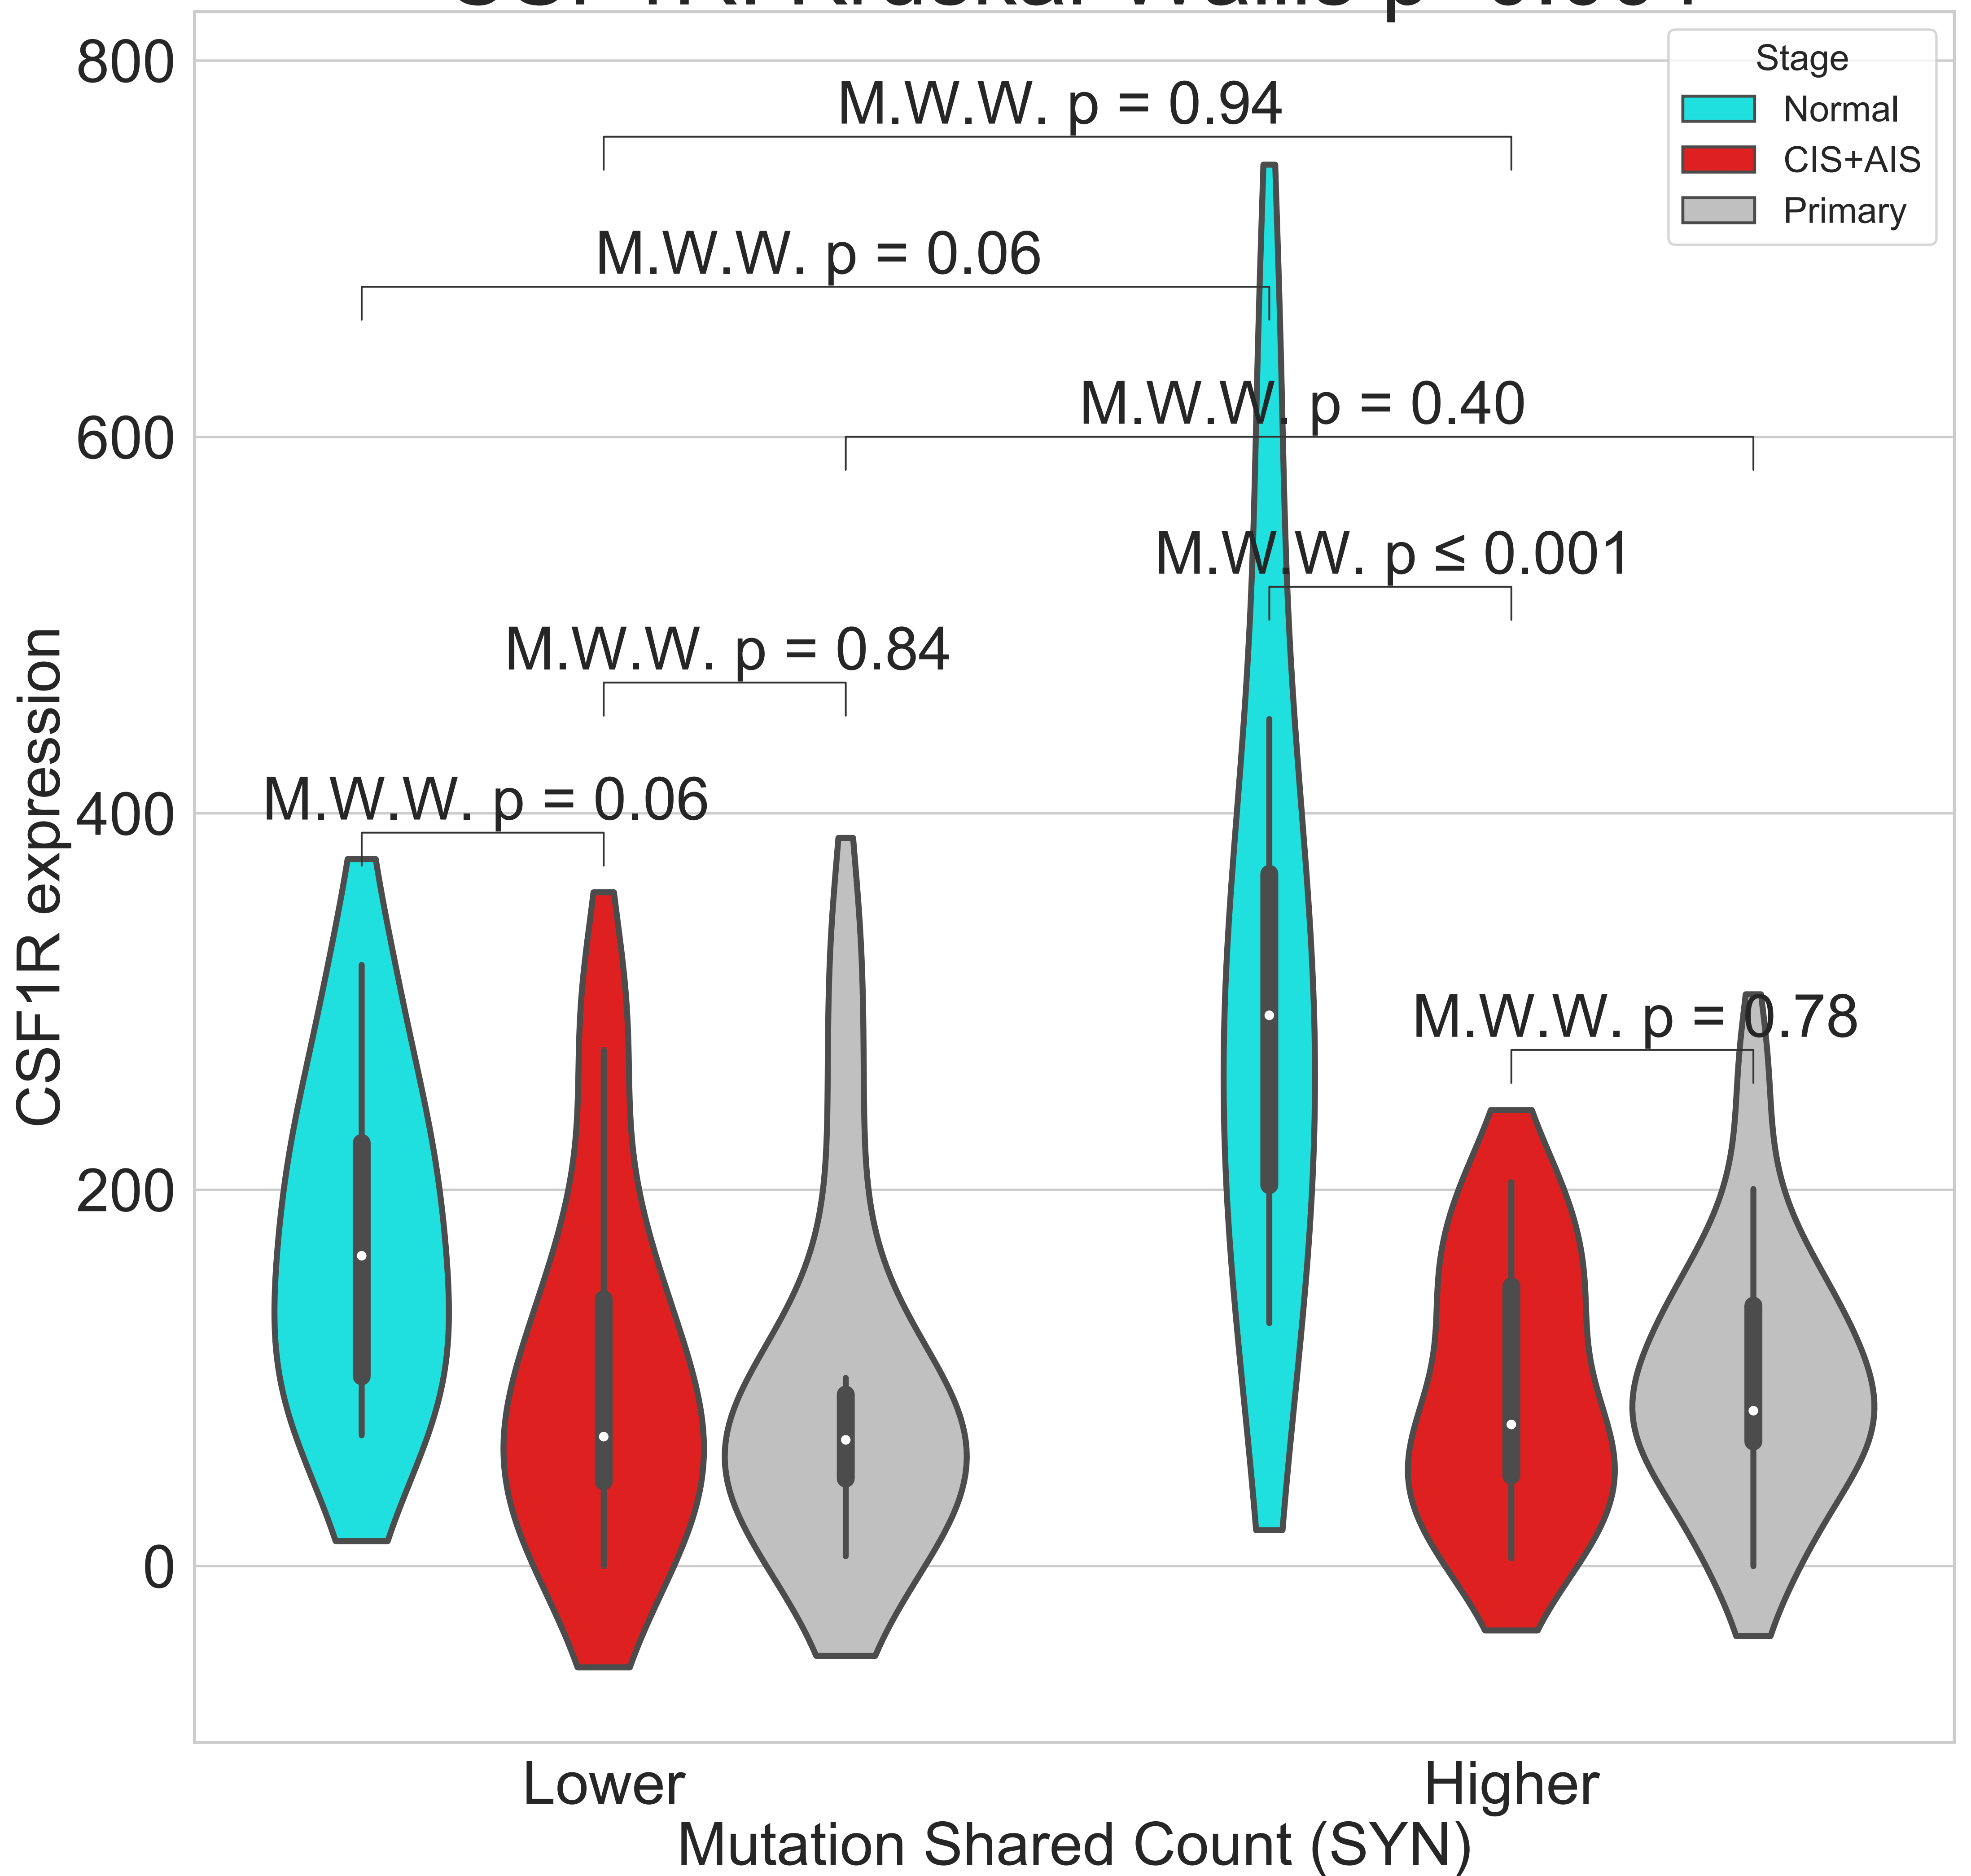 800
Stage
Normal
CIS+AIS
Primary
M.W.W. p = 0.94
M.W.W. p = 0.06
M.W.W. p = 0.40
600
M.W.W. p ≤ 0.001
M.W.W. p = 0.84
M.W.W. p = 0.06
400
M.W.W. p = 0.78
200
0
CSF1R expression
Lower
Higher
Mutation Shared Count (SYN)